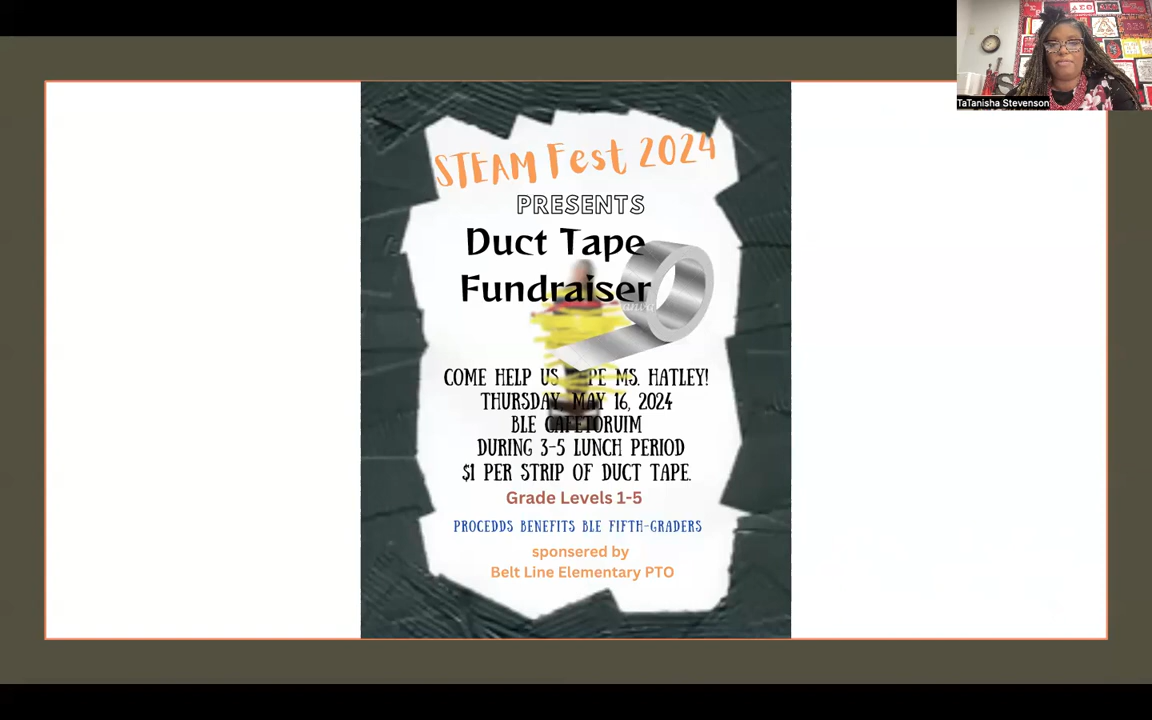 STEAM Fest 2024
PRESENTS
Duct Tape
Fundraiser
COME HELP US PE MS. HATLEY!
THURSDAY, MAY 16, 2024
BLE CAFETORUIM
DURING 3-5 LUNCH PERIOD
$1 PER STRIP OF DUCT TAPE.
Grade Levels 1-5
PROCEDDS BENEFITS BLE FIFTH-GRADERS
sponsered by
Belt Line Elementary PTO
TaTanisha Stevenson